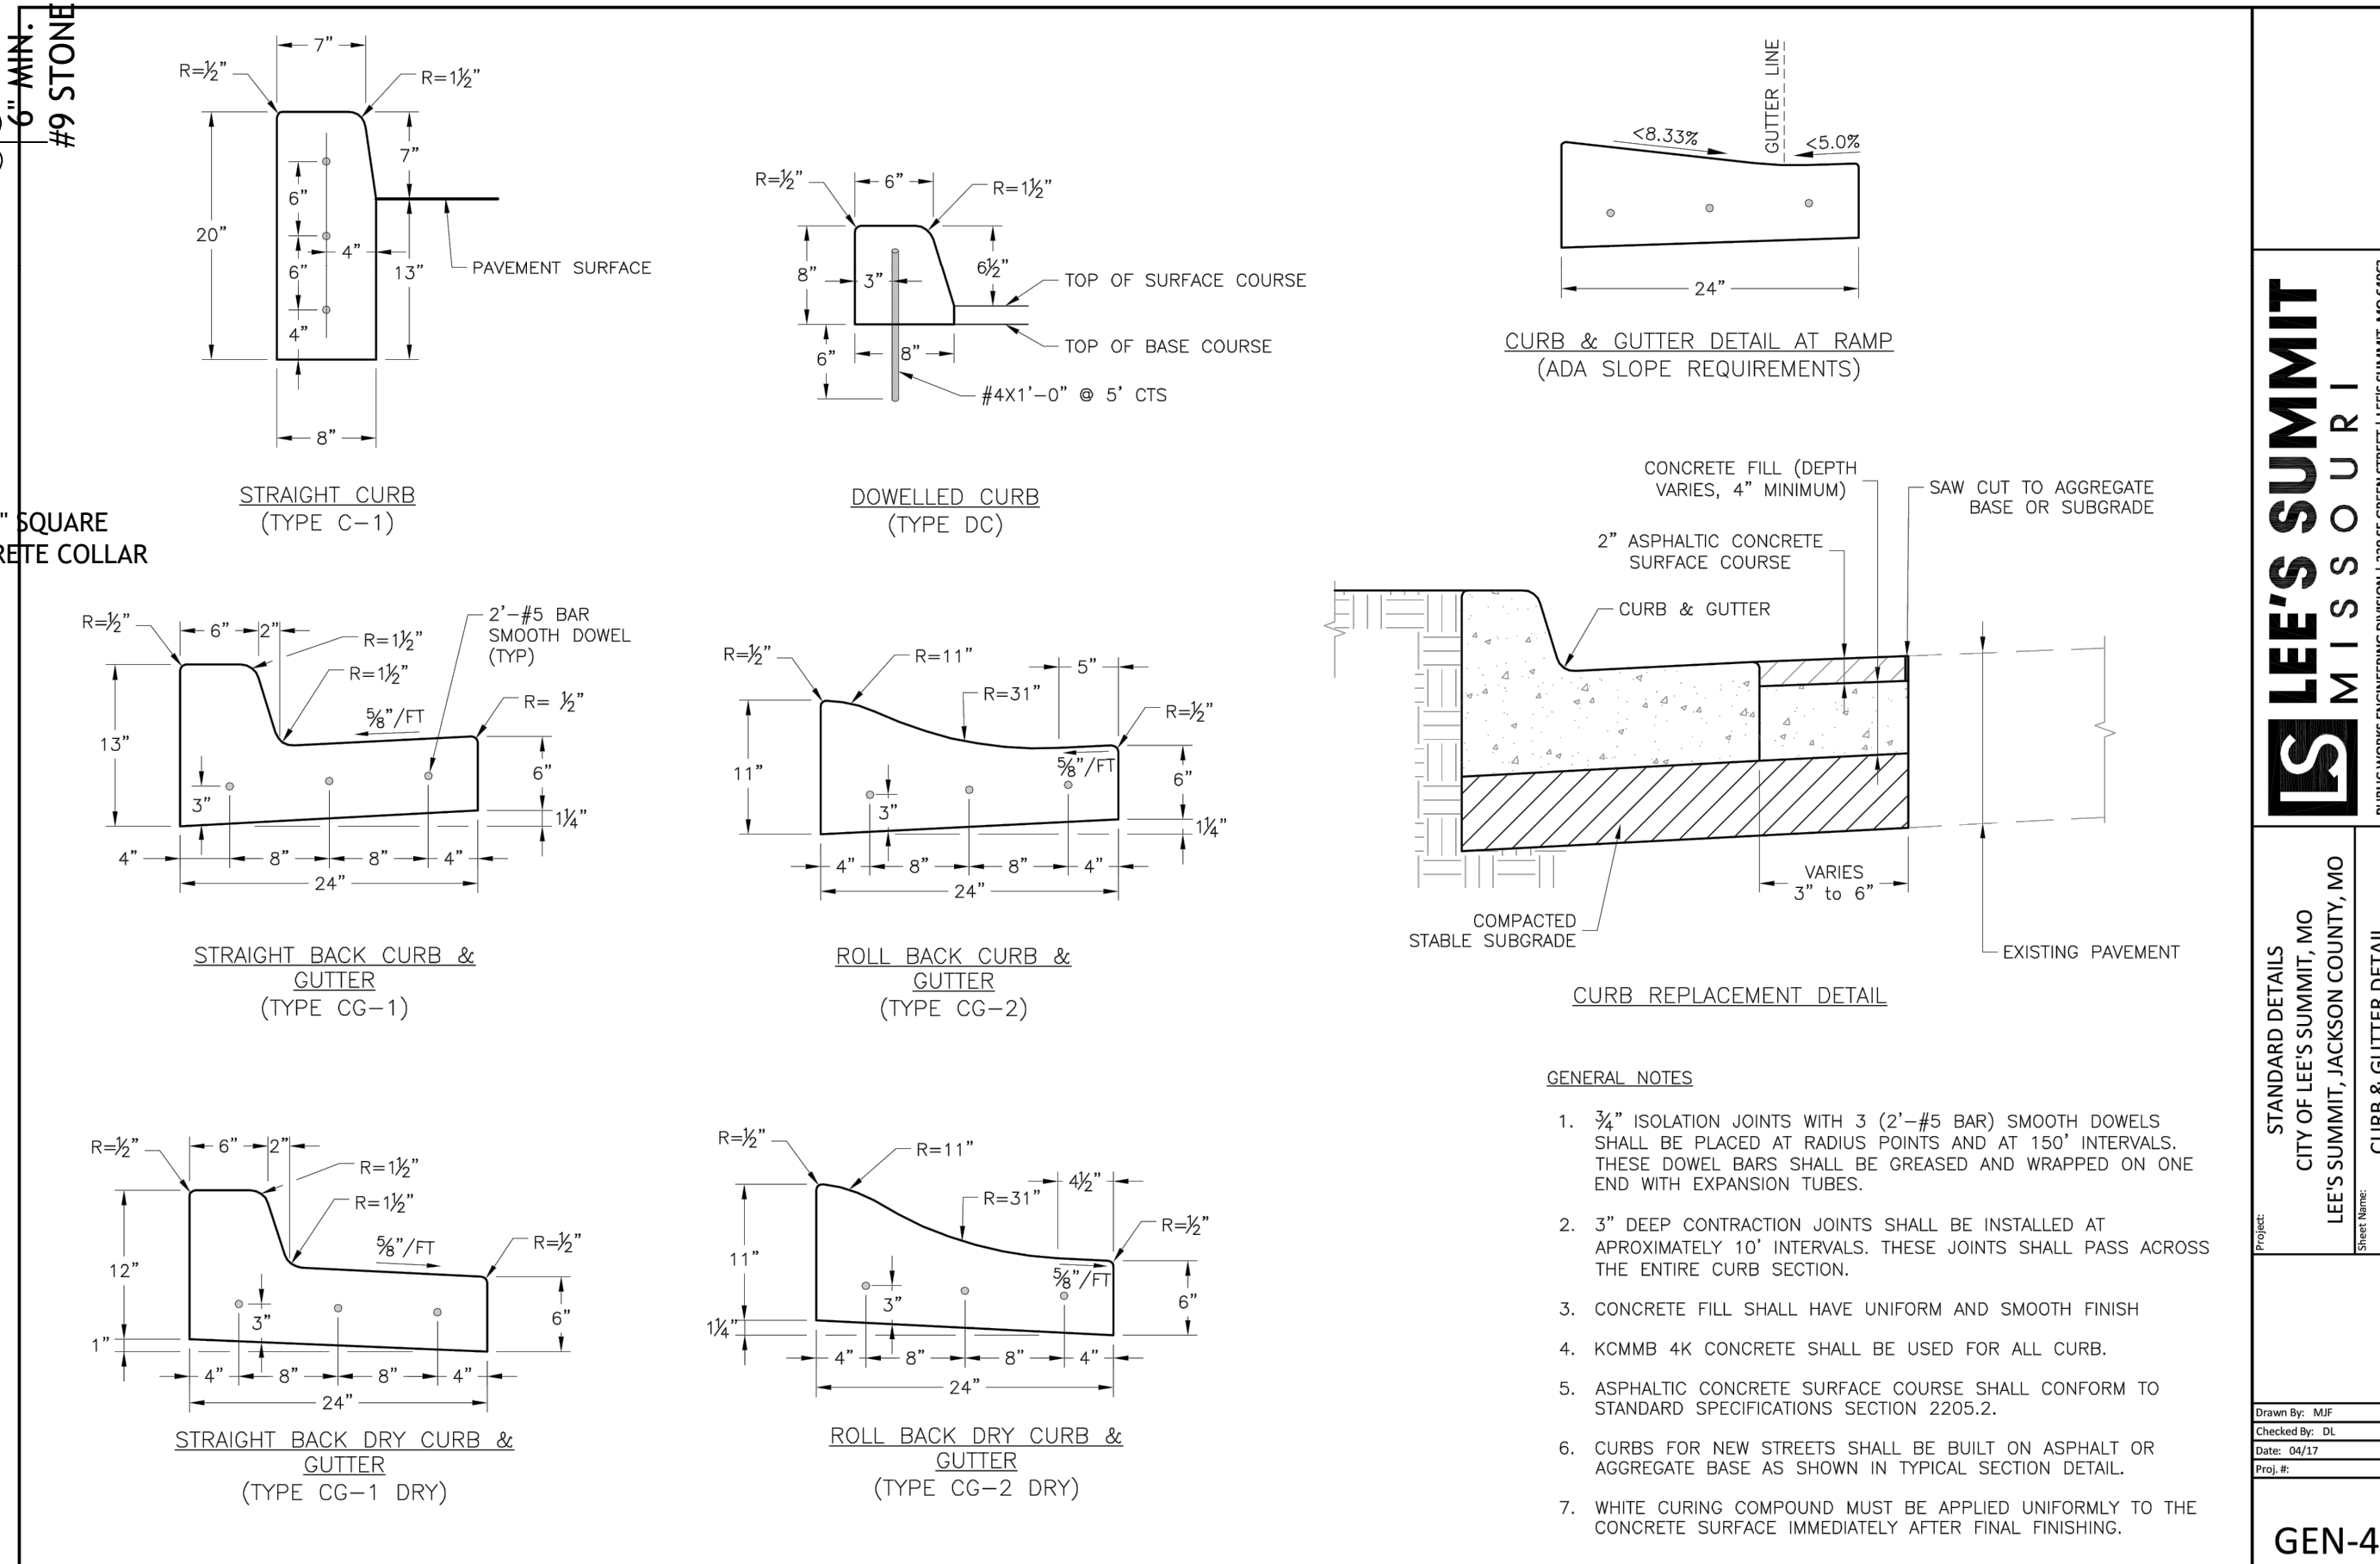 6" MIN.
#9 STONE
" SQUARE
RETE COLLAR
7"
R=½"
R=1½"
7"
6"
20"
4"
6"
13"
PAVEMENT SURFACE
4"
8"
STRAIGHT CURB
(TYPE C-1)
R=½"
6"
R=1½"
8"
3"
6½"
TOP OF SURFACE COURSE
6"
8"
TOP OF BASE COURSE
#4X1'-0" @ 5' CTS
DOWELLED CURB
(TYPE DC)
GUTTER LINE
<8.33%
<5.0%
24"
CURB & GUTTER DETAIL AT RAMP
(ADA SLOPE REQUIREMENTS)
R=½"
6"
2"
R=1½"
R=1½"
2'-#5 BAR
SMOOTH DOWEL
(TYP)
⅝"/FT
R= ½"
13"
3"
6"
1¼"
4"
8"
8"
4"
24"
STRAIGHT BACK CURB &
GUTTER
(TYPE CG-1)
R=½"
R=11"
5"
R=31"
R=½"
⅝"/FT
11"
3"
6"
1¼"
4"
8"
8"
4"
24"
ROLL BACK CURB &
GUTTER
(TYPE CG-2)
CONCRETE FILL (DEPTH
VARIES, 4" MINIMUM)
SAW CUT TO AGGREGATE
BASE OR SUBGRADE
2" ASPHALTIC CONCRETE
SURFACE COURSE
CURB & GUTTER
VARIES
3" to 6"
COMPACTED
STABLE SUBGRADE
EXISTING PAVEMENT
CURB REPLACEMENT DETAIL
R=½"
6"
2"
R=1½"
R=1½"
⅝"/FT
R=½"
12"
3"
6"
1"
4"
8"
8"
4"
24"
STRAIGHT BACK DRY CURB &
GUTTER
(TYPE CG-1 DRY)
R=½"
R=11"
4½"
R=31"
R=½"
11"
⅝"/FT
3"
6"
1¼"
4"
8"
8"
4"
24"
ROLL BACK DRY CURB &
GUTTER
(TYPE CG-2 DRY)
GENERAL NOTES
1. ¾" ISOLATION JOINTS WITH 3 (2'-#5 BAR) SMOOTH DOWELS
SHALL BE PLACED AT RADIUS POINTS AND AT 150' INTERVALS.
THESE DOWEL BARS SHALL BE GREASED AND WRAPPED ON ONE
END WITH EXPANSION TUBES.
2. 3" DEEP CONTRACTION JOINTS SHALL BE INSTALLED AT
APROXIMATELY 10' INTERVALS. THESE JOINTS SHALL PASS ACROSS
THE ENTIRE CURB SECTION.
3. CONCRETE FILL SHALL HAVE UNIFORM AND SMOOTH FINISH
4. KCMMB 4K CONCRETE SHALL BE USED FOR ALL CURB.
5. ASPHALTIC CONCRETE SURFACE COURSE SHALL CONFORM TO
STANDARD SPECIFICATIONS SECTION 2205.2.
6. CURBS FOR NEW STREETS SHALL BE BUILT ON ASPHALT OR
AGGREGATE BASE AS SHOWN IN TYPICAL SECTION DETAIL.
7. WHITE CURING COMPOUND MUST BE APPLIED UNIFORMLY TO THE
CONCRETE SURFACE IMMEDIATELY AFTER FINAL FINISHING.
LS
LEE'S SUMMIT
MISSOURI
Project:
STANDARD DETAILS
CITY OF LEE'S SUMMIT, MO
LEE'S SUMMIT, JACKSON COUNTY, MO
Sheet Name:
CURB & GUTTER DETAIL
Drawn By: MJF
Checked By: DL
Date: 04/17
Proj. #:
GEN-4